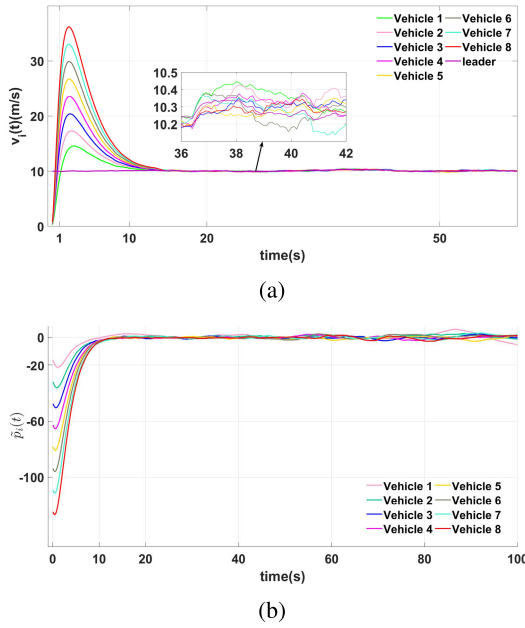 Vehicle 1 Vehicle 6
Vehicle 2 Vehicle 7
Vehicle 3 Vehicle 8
Vehicle 4 leader
Vehicle 5
v_i(t)(m/s)
30
20
10
0
10.5
10.4
10.3
10.2
36 38 40 42
1 10 20 50
time(s)
(a)
p̃_i(t)
0
-20
-60
-100
Vehicle 1 Vehicle 5
Vehicle 2 Vehicle 6
Vehicle 3 Vehicle 7
Vehicle 4 Vehicle 8
0 10 20 40 60 80 100
time(s)
(b)